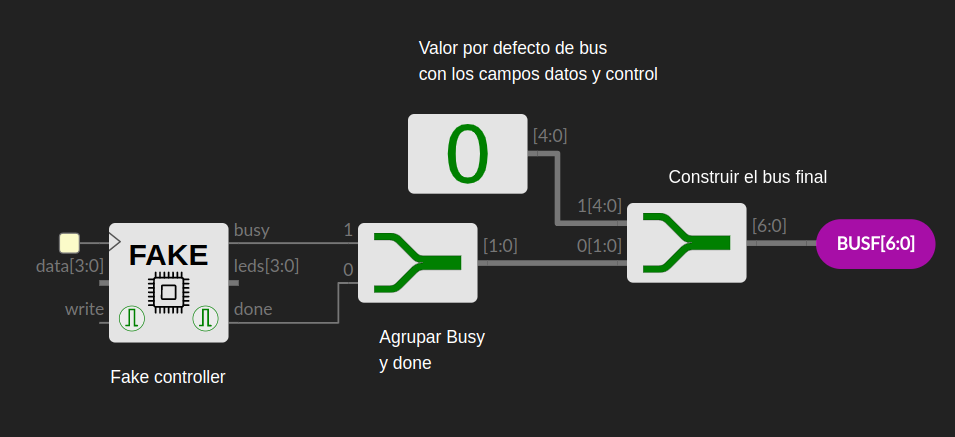 Valor por defecto de bus
con los campos datos y control
0
[4:0]
Construir el bus final
1[4:0]
[6:0]
BUSF[6:0]
0[1:0]
busy
1
[1:0]
FAKE
data[3:0]
leds[3:0]
0
write
done
Agrupar Busy
y done
Fake controller